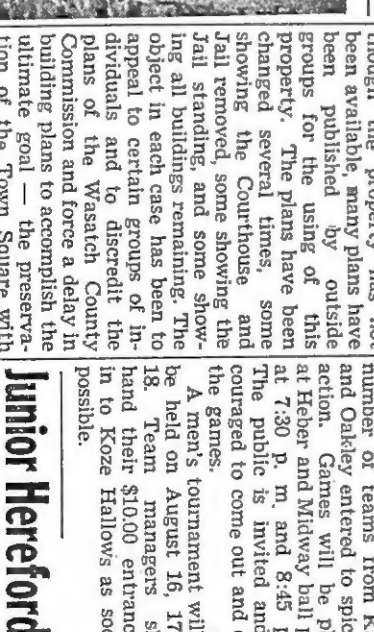 though the property has not
been available, many plans have
been published by outside
groups for the using of this
property. The plans have been
changed several times, some
showing the Courthouse and
Jail removed, some showing the
Jail standing, and some show-
ing all buildings remaining. The
object in each case has been to
appeal to certain groups of in-
dividuals and to discredit the
plans of the Wasatch County
Commission and force a delay in
building plans to accomplish the
ultimate goal — the preserva-
tion of the Town Square with
number of teams from
and Oakley entered to spic
action. Games will be p
at Heber and Midway ball
at 7:30 p. m. and 8:45
The public is invited and
couraged to come out and
the games.
A men's tournament will
be held on August 16, 17
18. Team managers s
hand their $10.00 entranc
in to Koze Hallows as soo
possible.
Junior Hereford